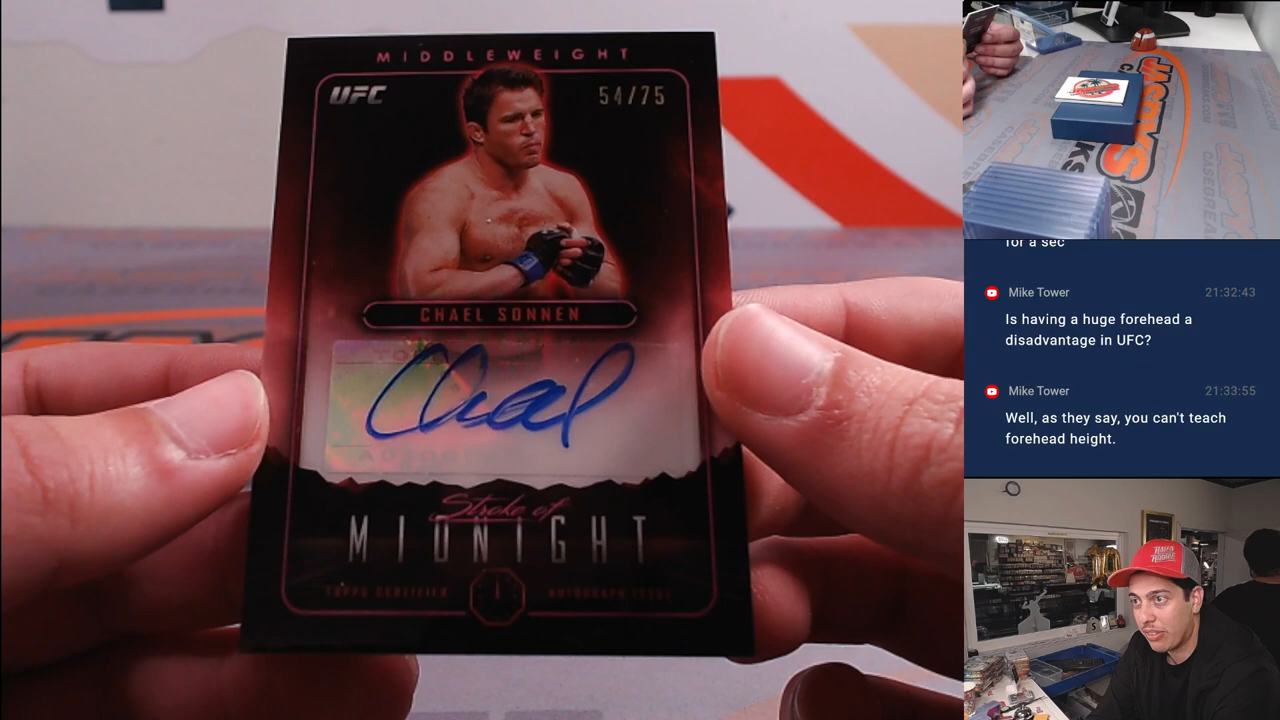 MIDDLEWEIGHT
UFC
54/75
CHAEL SONNEN
Chael
Stroke of
MIDNIGHT
TOPPS CERTIFIED
AUTOGRAPH ISSUE
JASPYS
for a sec
Mike Tower
21:32:43
Is having a huge forehead a
disadvantage in UFC?
Mike Tower
21:33:55
Well, as they say, you can't teach
forehead height.